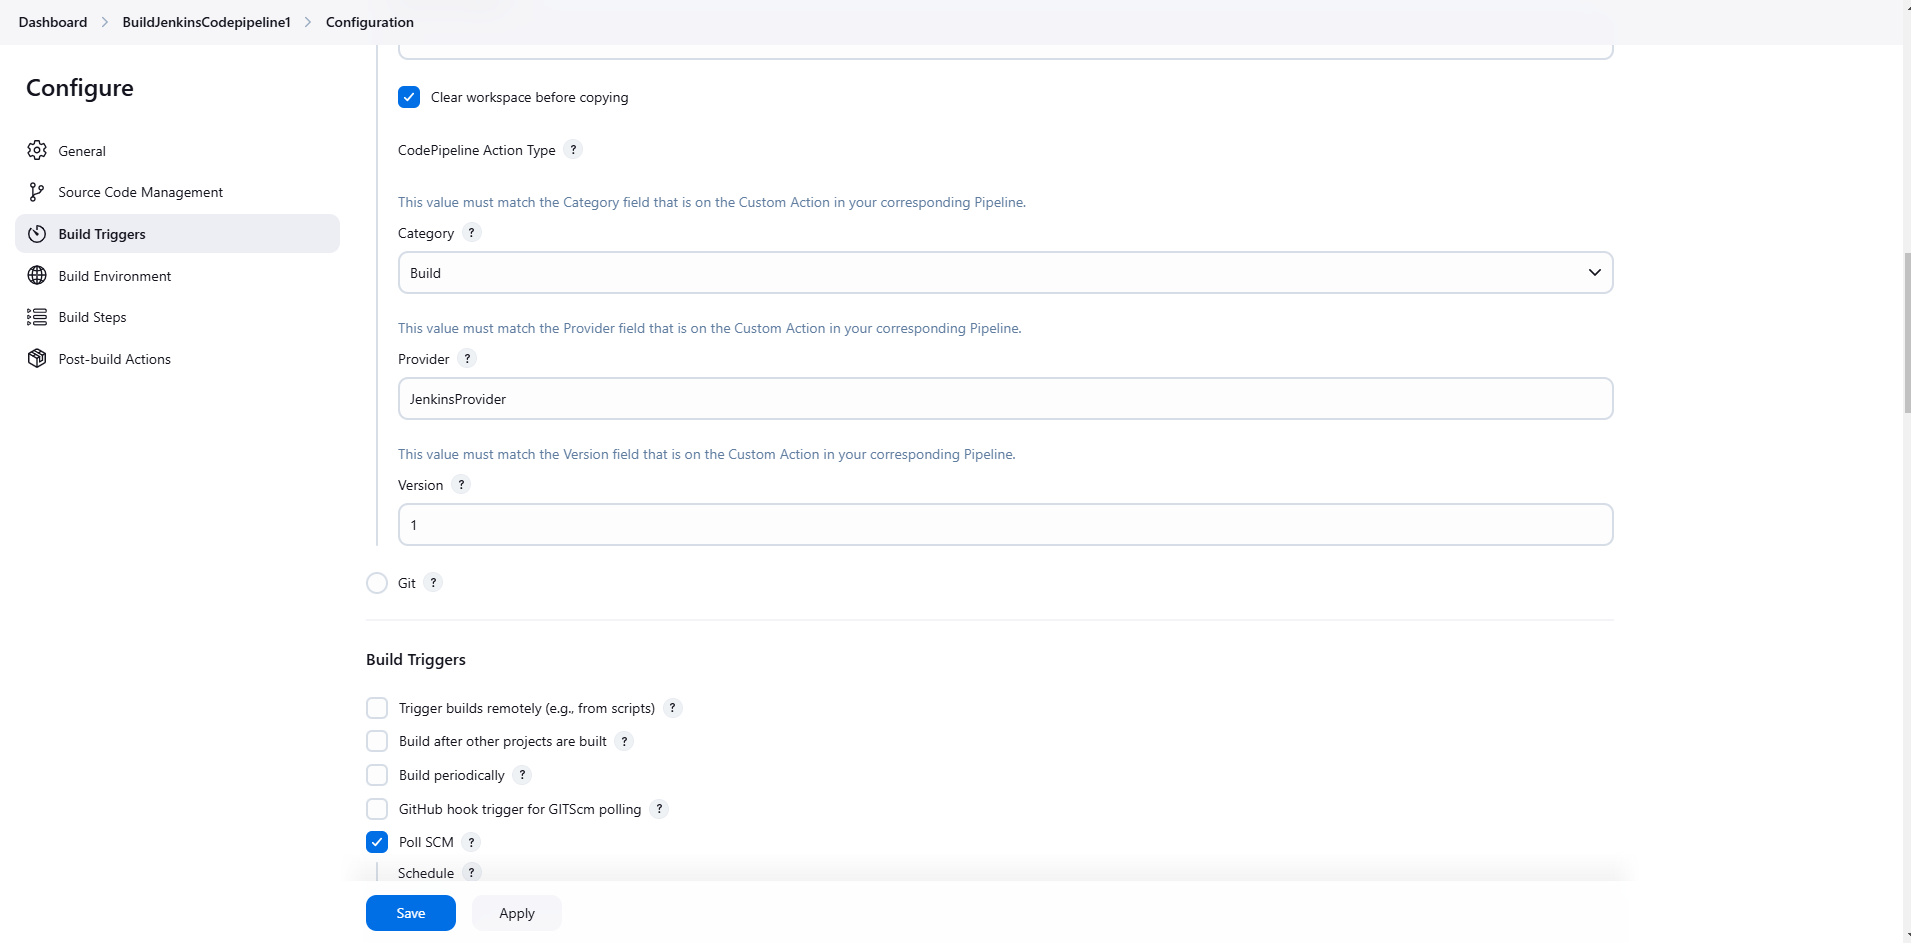 Dashboard > BuildJenkinsCodepipeline1 > Configuration
Configure
General
Source Code Management
Build Triggers
Build Environment
Build Steps
Post-build Actions
Clear workspace before copying
CodePipeline Action Type ?
This value must match the Category field that is on the Custom Action in your corresponding Pipeline.
Category ?
Build
This value must match the Provider field that is on the Custom Action in your corresponding Pipeline.
Provider ?
JenkinsProvider
This value must match the Version field that is on the Custom Action in your corresponding Pipeline.
Version ?
1
Git ?
Build Triggers
Trigger builds remotely (e.g., from scripts) ?
Build after other projects are built ?
Build periodically ?
GitHub hook trigger for GITScm polling ?
Poll SCM ?
Schedule ?
Save Apply